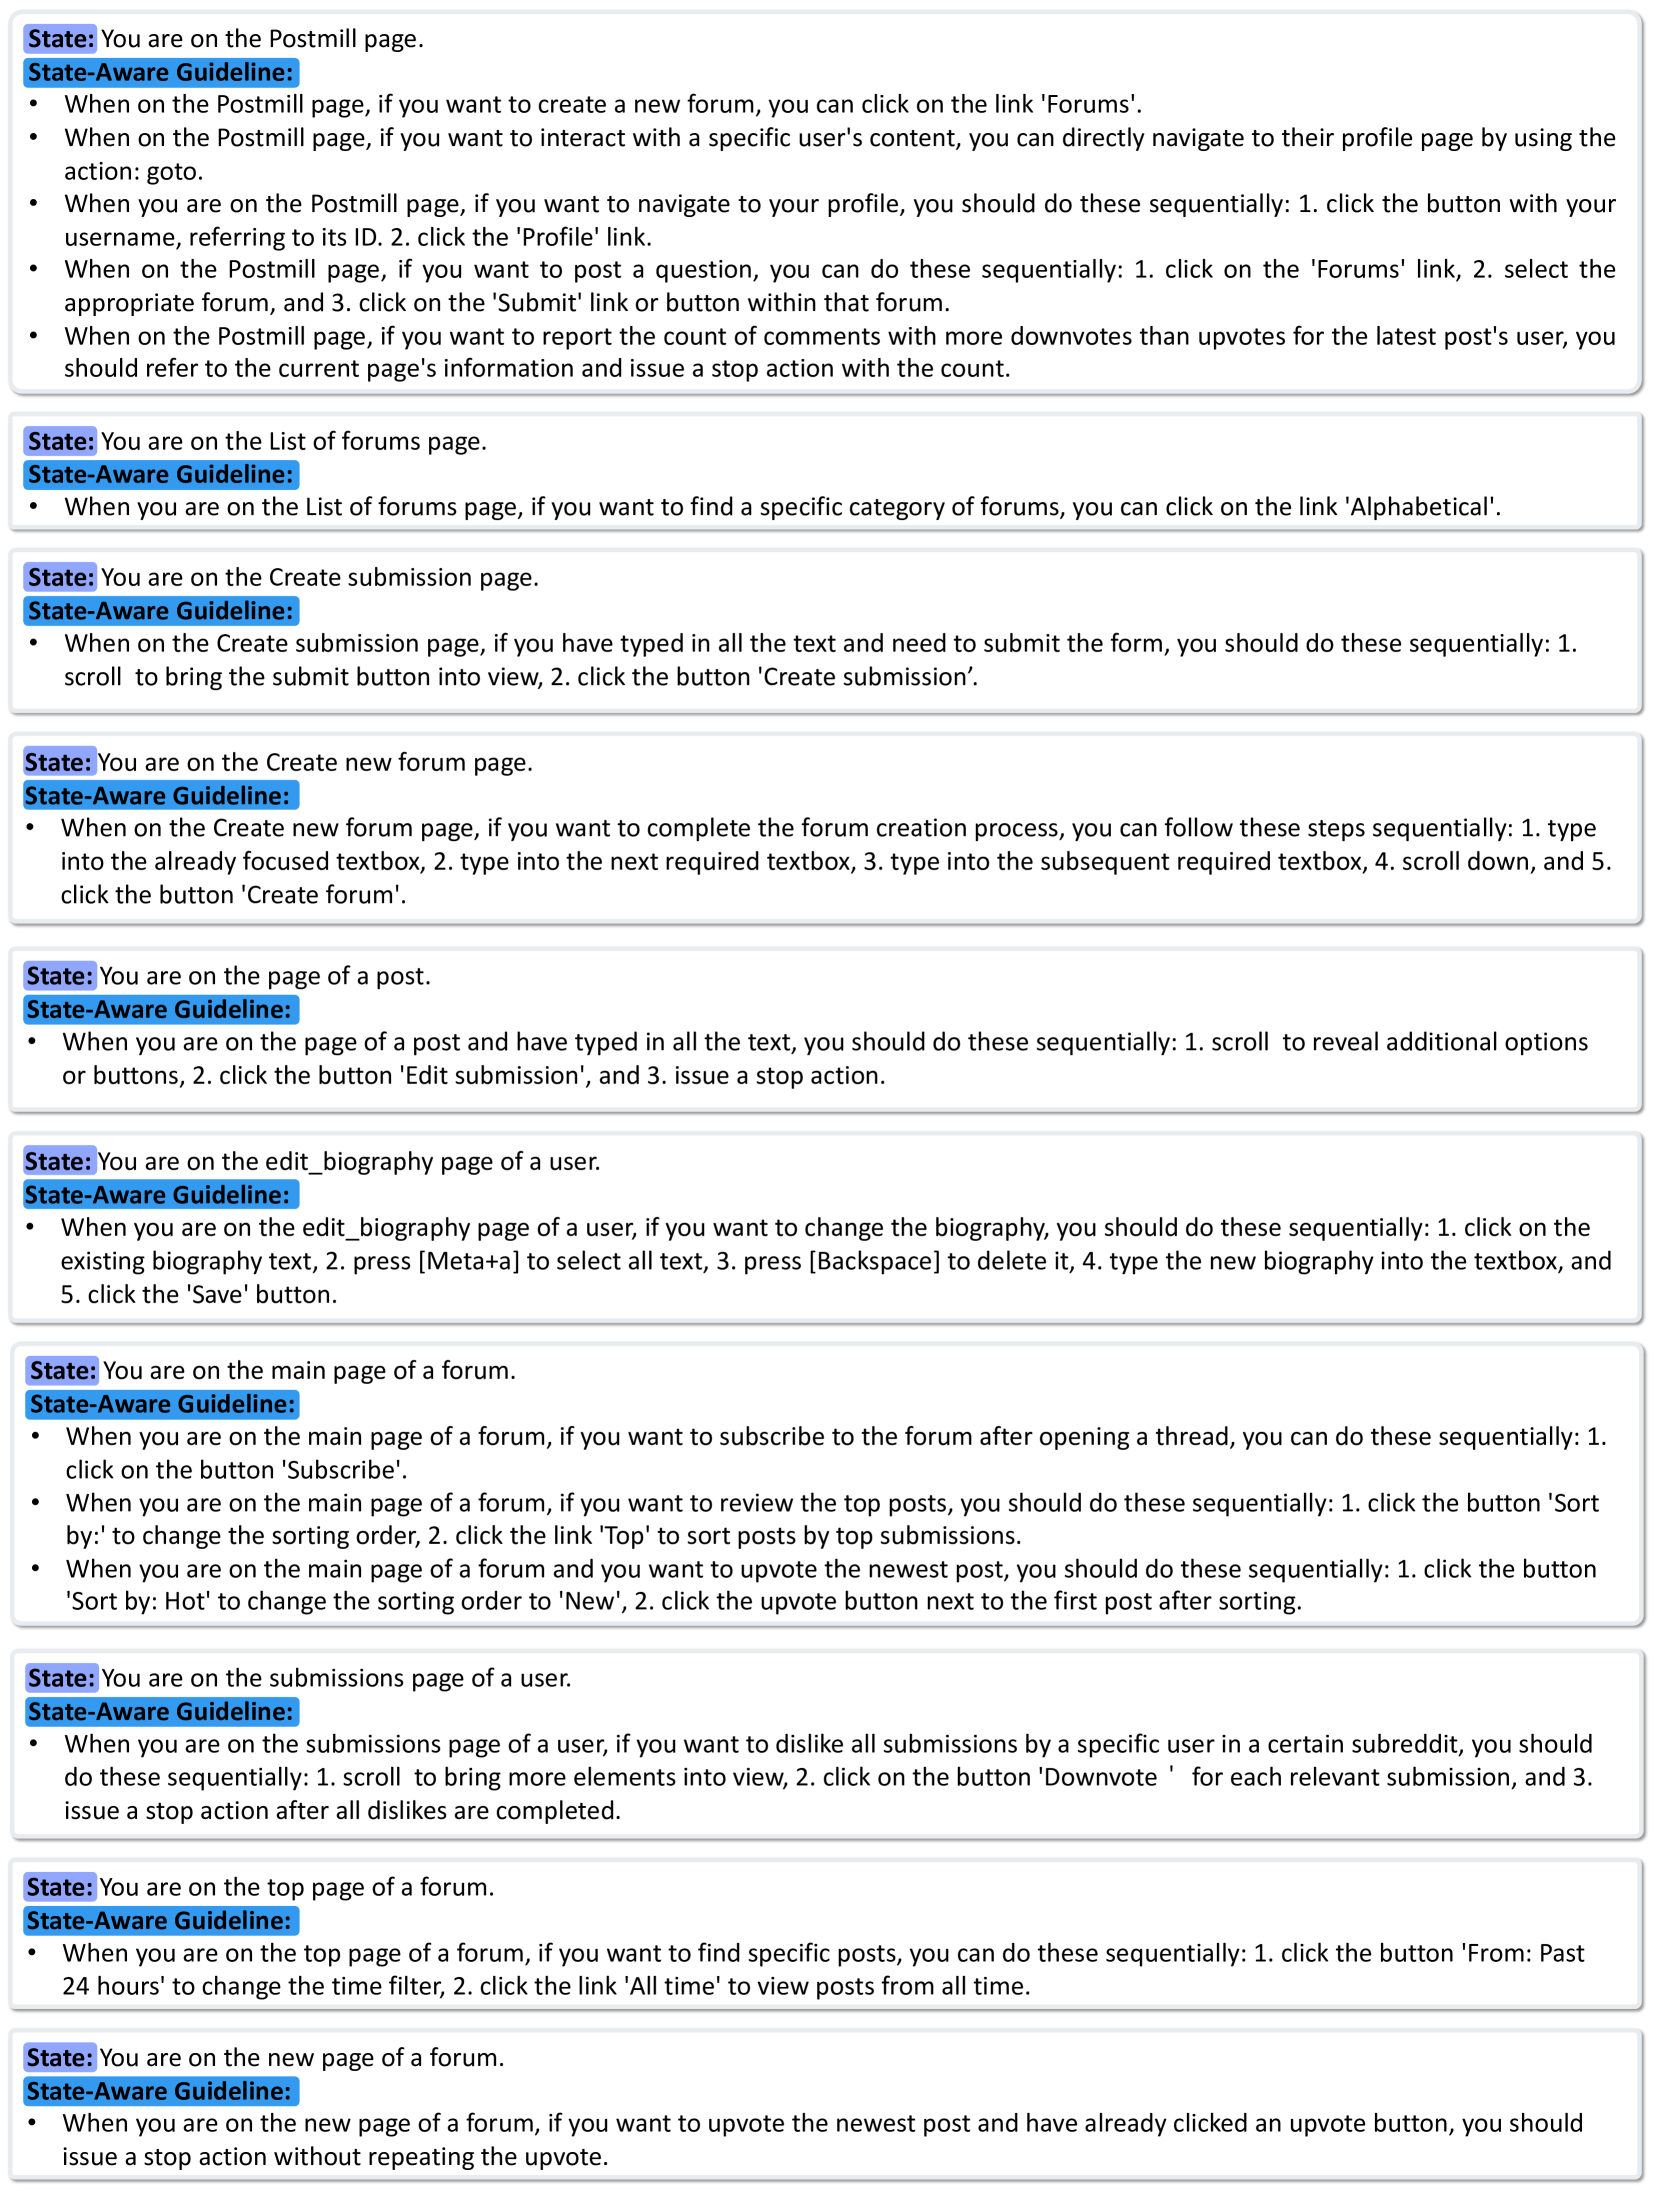 State: You are on the Postmill page.
State-Aware Guideline:
• When on the Postmill page, if you want to create a new forum, you can click on the link 'Forums'.
• When on the Postmill page, if you want to interact with a specific user's content, you can directly navigate to their profile page by using the
action: goto.
• When you are on the Postmill page, if you want to navigate to your profile, you should do these sequentially: 1. click the button with your
username, referring to its ID. 2. click the 'Profile' link.
• When on the Postmill page, if you want to post a question, you can do these sequentially: 1. click on the 'Forums' link, 2. select the
appropriate forum, and 3. click on the 'Submit' link or button within that forum.
• When on the Postmill page, if you want to report the count of comments with more downvotes than upvotes for the latest post's user, you
should refer to the current page's information and issue a stop action with the count.
State: You are on the List of forums page.
State-Aware Guideline:
• When you are on the List of forums page, if you want to find a specific category of forums, you can click on the link 'Alphabetical'.
State: You are on the Create submission page.
State-Aware Guideline:
• When on the Create submission page, if you have typed in all the text and need to submit the form, you should do these sequentially: 1.
scroll  to bring the submit button into view, 2. click the button 'Create submission’.
State: You are on the Create new forum page.
State-Aware Guideline:
• When on the Create new forum page, if you want to complete the forum creation process, you can follow these steps sequentially: 1. type
into the already focused textbox, 2. type into the next required textbox, 3. type into the subsequent required textbox, 4. scroll down, and 5.
click the button 'Create forum'.
State: You are on the page of a post.
State-Aware Guideline:
• When you are on the page of a post and have typed in all the text, you should do these sequentially: 1. scroll  to reveal additional options
or buttons, 2. click the button 'Edit submission', and 3. issue a stop action.
State: You are on the edit_biography page of a user.
State-Aware Guideline:
• When you are on the edit_biography page of a user, if you want to change the biography, you should do these sequentially: 1. click on the
existing biography text, 2. press [Meta+a] to select all text, 3. press [Backspace] to delete it, 4. type the new biography into the textbox, and
5. click the 'Save' button.
State: You are on the main page of a forum.
State-Aware Guideline:
• When you are on the main page of a forum, if you want to subscribe to the forum after opening a thread, you can do these sequentially: 1.
click on the button 'Subscribe'.
• When you are on the main page of a forum, if you want to review the top posts, you should do these sequentially: 1. click the button 'Sort
by:' to change the sorting order, 2. click the link 'Top' to sort posts by top submissions.
• When you are on the main page of a forum and you want to upvote the newest post, you should do these sequentially: 1. click the button
'Sort by: Hot' to change the sorting order to 'New', 2. click the upvote button next to the first post after sorting.
State: You are on the submissions page of a user.
State-Aware Guideline:
• When you are on the submissions page of a user, if you want to dislike all submissions by a specific user in a certain subreddit, you should
do these sequentially: 1. scroll  to bring more elements into view, 2. click on the button 'Downvote ' for each relevant submission, and 3.
issue a stop action after all dislikes are completed.
State: You are on the top page of a forum.
State-Aware Guideline:
• When you are on the top page of a forum, if you want to find specific posts, you can do these sequentially: 1. click the button 'From: Past
24 hours' to change the time filter, 2. click the link 'All time' to view posts from all time.
State: You are on the new page of a forum.
State-Aware Guideline:
• When you are on the new page of a forum, if you want to upvote the newest post and have already clicked an upvote button, you should
issue a stop action without repeating the upvote.